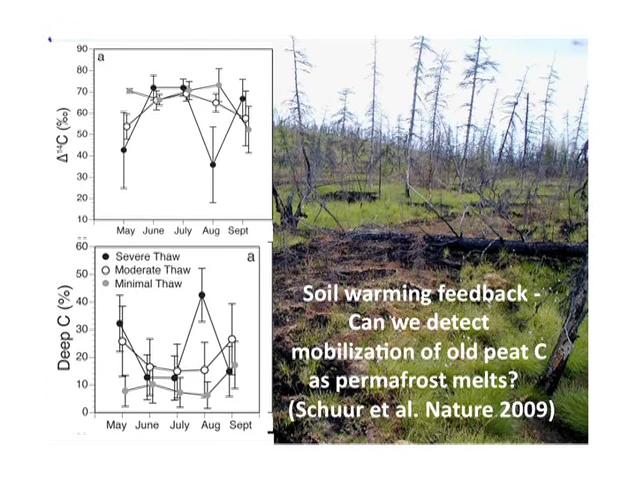 a
90
80
70
60
50
40
30
20
10
Δ¹⁴C (‰)
May June July Aug Sept
a
Severe Thaw
Moderate Thaw
Minimal Thaw
60
50
40
30
20
10
0
Deep C (%)
May June July Aug Sept
Soil warming feedback -
Can we detect
mobilization of old peat C
as permafrost melts?
(Schuur et al. Nature 2009)